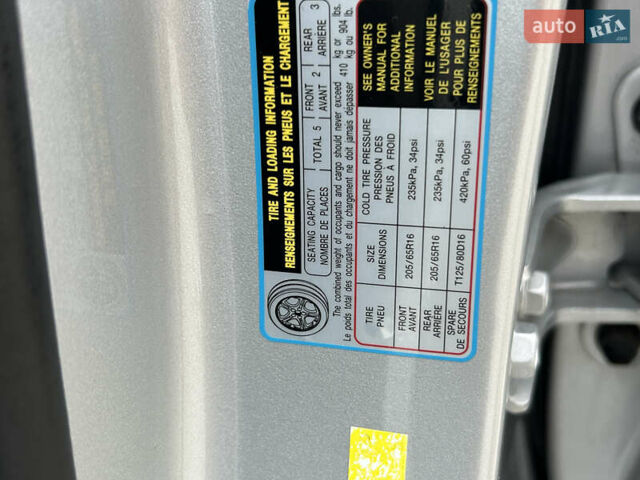 TIRE AND LOADING INFORMATION
RENSEIGNEMENTS SUR LES PNEUS ET LE CHARGEMENT
SEATING CAPACITY
NOMBRE DE PLACES
TOTAL 5
FRONT
AVANT 2
REAR
ARRIÈRE 3
The combined weight of occupants and cargo should never exceed 410 kg or 904 lbs.
Le poids total des occupants et du chargement ne doit jamais dépasser 410 kg ou 904 lb.
TIRE
PNEU
SIZE
DIMENSIONS
COLD TIRE PRESSURE
PRESSION DES
PNEUS À FROID
SEE OWNER'S
MANUAL FOR
ADDITIONAL
INFORMATION
VOIR LE MANUEL
DE L'USAGER
POUR PLUS DE
RENSEIGNEMENTS
FRONT
AVANT
205/65R16
235kPa, 34psi
REAR
ARRIÈRE
205/65R16
235kPa, 34psi
SPARE
DE SECOURS
T125/80D16
420kPa, 60psi
auto RIA.com